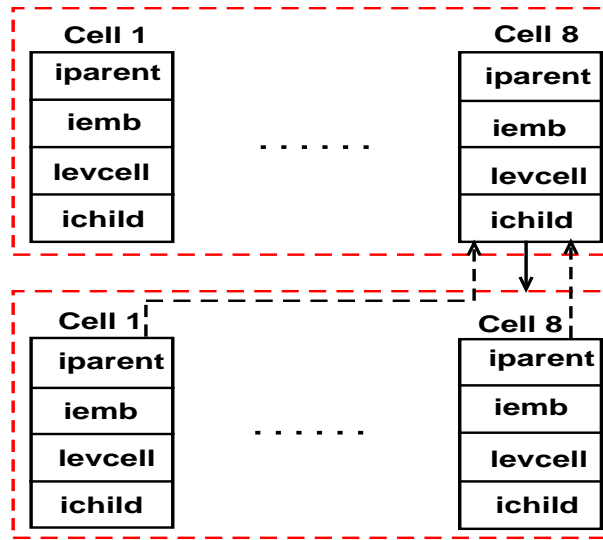 Cell 1 Cell 8
iparent iparent
iemb iemb
. . . . . .
levcell levcell
ichild ichild
Cell 1 Cell 8
iparent iparent
iemb iemb
. . . . . .
levcell levcell
ichild ichild